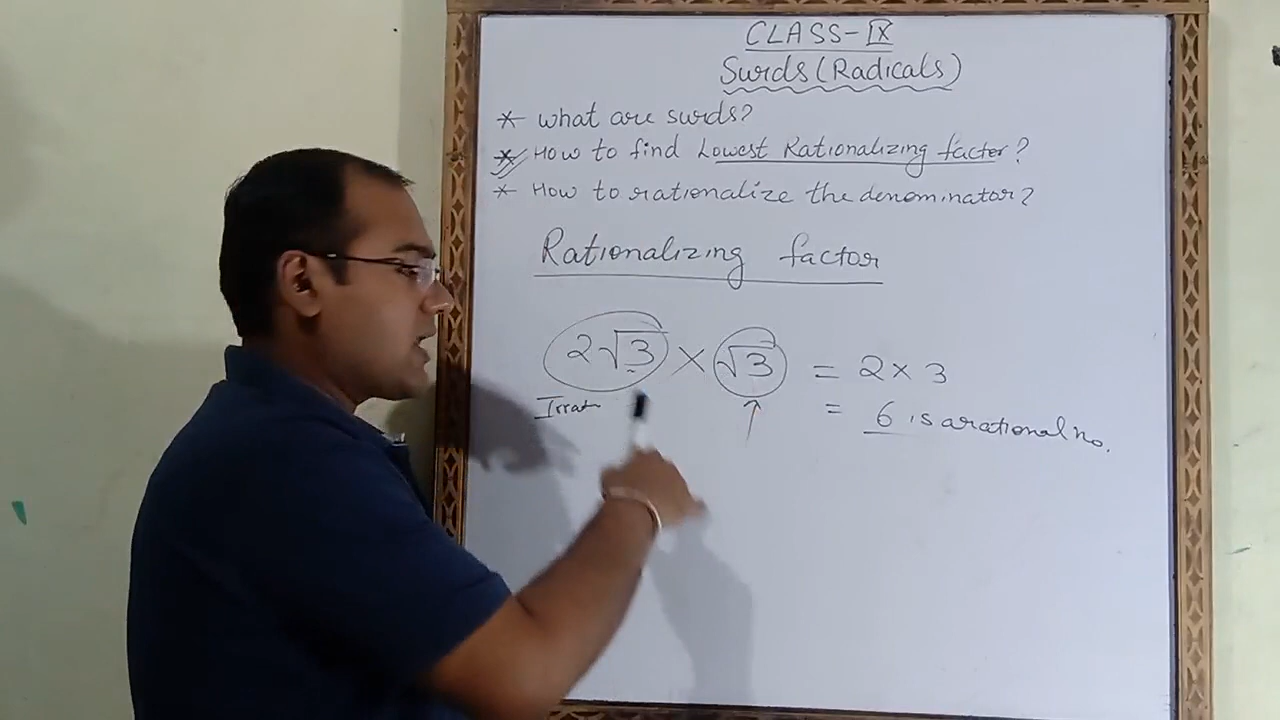 CLASS-IX
Surds (Radicals)
* what are surds?
* How to find Lowest Rationalizing factor?
* How to rationalize the denominator?
Rationalizing factor
2√3 × √3 = 2 × 3
Irrat = 6 is a rational no.